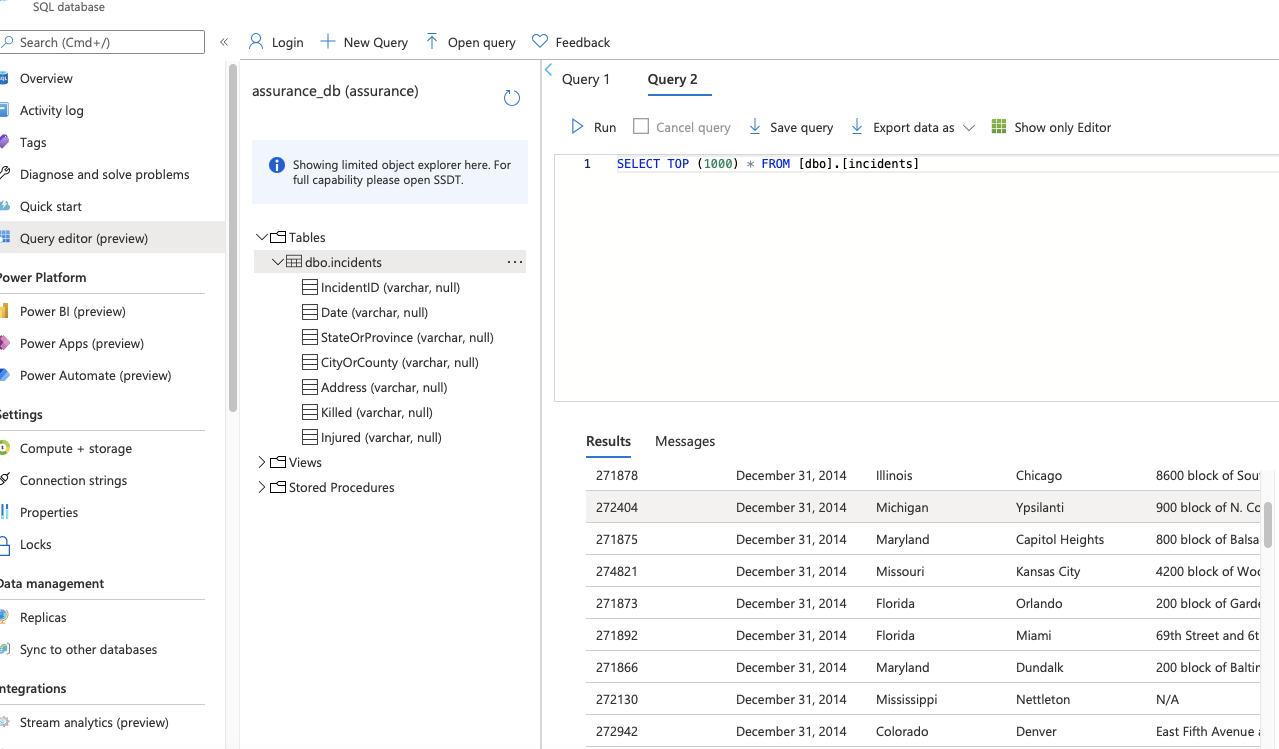 SQL database
Search (Cmd+/)
«
Login
New Query
Open query
Feedback
Overview
Activity log
Tags
Diagnose and solve problems
Quick start
Query editor (preview)
Power Platform
Power BI (preview)
Power Apps (preview)
Power Automate (preview)
Settings
Compute + storage
Connection strings
Properties
Locks
Data management
Replicas
Sync to other databases
Integrations
Stream analytics (preview)
assurance_db (assurance)
Showing limited object explorer here. For
full capability please open SSDT.
Tables
dbo.incidents ...
IncidentID (varchar, null)
Date (varchar, null)
StateOrProvince (varchar, null)
CityOrCounty (varchar, null)
Address (varchar, null)
Killed (varchar, null)
Injured (varchar, null)
Views
Stored Procedures
Query 1 Query 2
Run Cancel query Save query Export data as Show only Editor
1 SELECT TOP (1000) * FROM [dbo].[incidents]
Results Messages
271878 December 31, 2014 Illinois Chicago 8600 block of Sou
272404 December 31, 2014 Michigan Ypsilanti 900 block of N. Co
271875 December 31, 2014 Maryland Capitol Heights 800 block of Balsa
274821 December 31, 2014 Missouri Kansas City 4200 block of Woo
271873 December 31, 2014 Florida Orlando 200 block of Garde
271892 December 31, 2014 Florida Miami 69th Street and 6t
271866 December 31, 2014 Maryland Dundalk 200 block of Baltin
272130 December 31, 2014 Mississippi Nettleton N/A
272942 December 31, 2014 Colorado Denver East Fifth Avenue a